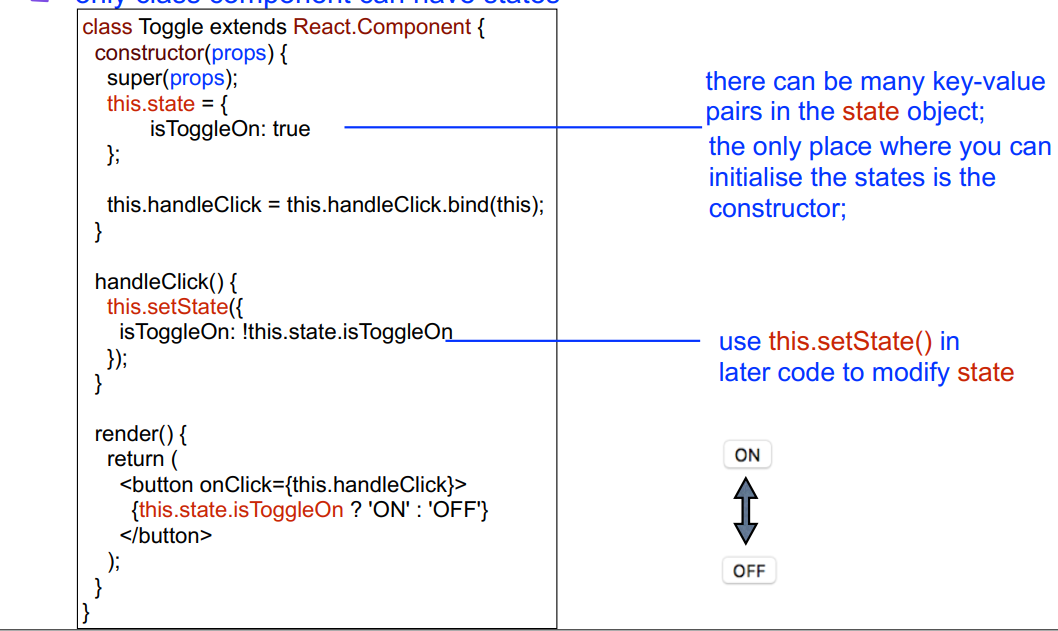 only class component can have states
class Toggle extends React.Component {
constructor(props) {
super(props);
this.state = {
isToggleOn: true
};
this.handleClick = this.handleClick.bind(this);
}
handleClick() {
this.setState({
isToggleOn: !this.state.isToggleOn
});
}
render() {
return (
<button onClick={this.handleClick}>
{this.state.isToggleOn ? 'ON' : 'OFF'}
</button>
);
}
}
there can be many key-value
pairs in the state object;
the only place where you can
initialise the states is the
constructor;
use this.setState() in
later code to modify state
ON
OFF